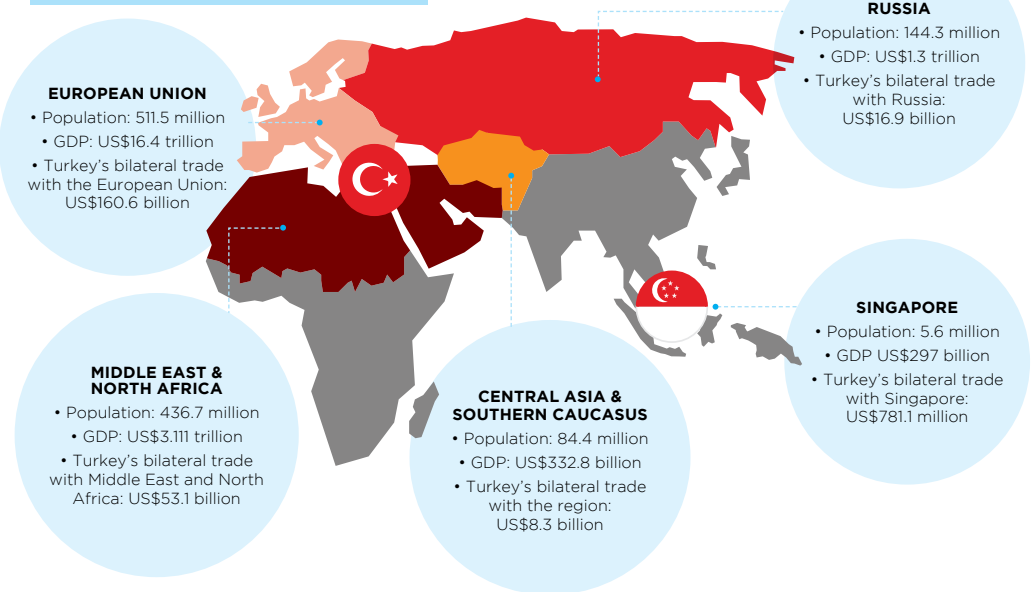 RUSSIA
• Population: 144.3 million
• GDP: US$1.3 trillion
• Turkey's bilateral trade
with Russia:
US$16.9 billion
EUROPEAN UNION
• Population: 511.5 million
• GDP: US$16.4 trillion
• Turkey's bilateral trade
with the European Union:
US$160.6 billion
SINGAPORE
• Population: 5.6 million
• GDP US$297 billion
• Turkey's bilateral trade
with Singapore:
US$781.1 million
MIDDLE EAST &
NORTH AFRICA
• Population: 436.7 million
• GDP: US$3.111 trillion
• Turkey's bilateral trade
with Middle East and North
Africa: US$53.1 billion
CENTRAL ASIA &
SOUTHERN CAUCASUS
• Population: 84.4 million
• GDP: US$332.8 billion
• Turkey's bilateral trade
with the region:
US$8.3 billion